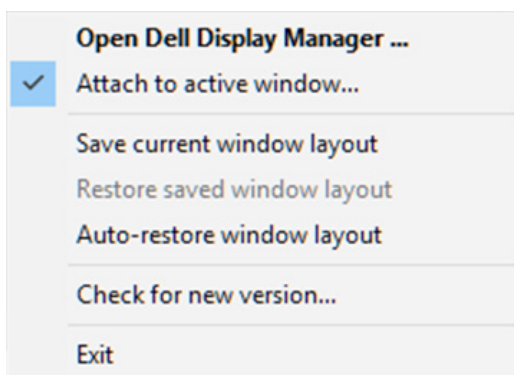 Open Dell Display Manager ...
Attach to active window...
Save current window layout
Restore saved window layout
Auto-restore window layout
Check for new version...
Exit